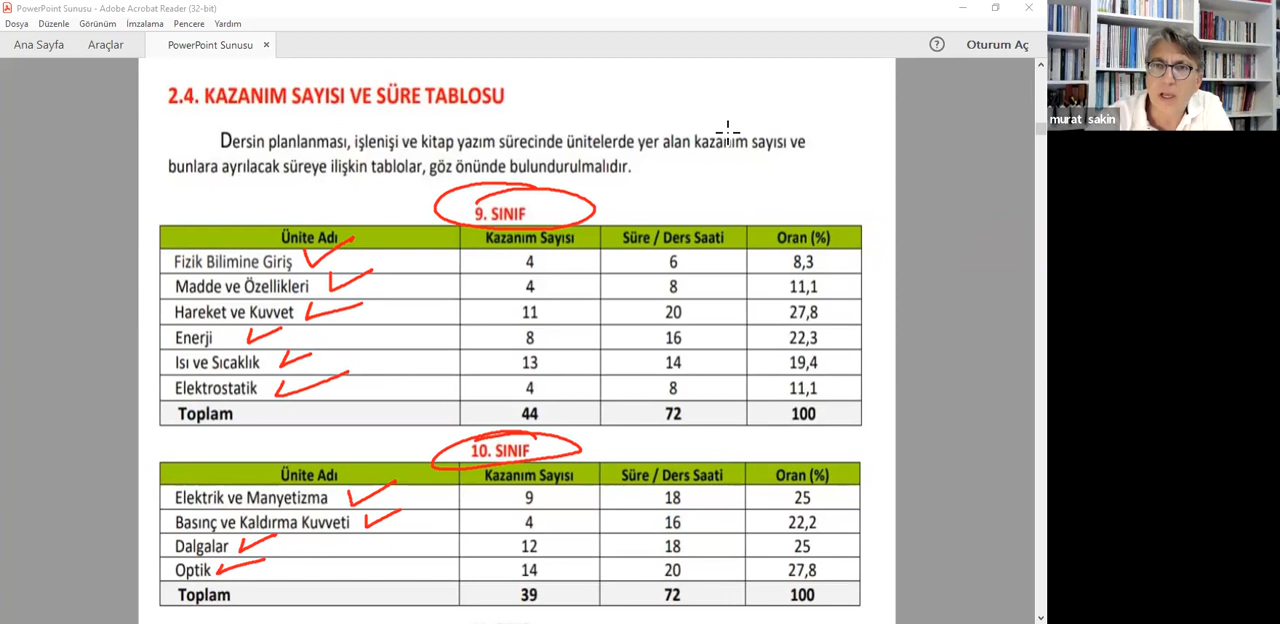 PowerPoint Sunusu - Adobe Acrobat Reader (32-bit)
Dosya Düzenle Görünüm İmzalama Pencere Yardım
Ana Sayfa Araçlar PowerPoint Sunusu × ? Oturum Aç
murat sakin
2.4. KAZANIM SAYISI VE SÜRE TABLOSU
Dersin planlanması, işlenişi ve kitap yazım sürecinde ünitelerde yer alan kazanım sayısı ve
bunlara ayrılacak süreye ilişkin tablolar, göz önünde bulundurulmalıdır.
9. SINIF
Ünite Adı Kazanım Sayısı Süre / Ders Saati Oran (%)
Fizik Bilimine Giriş 4 6 8,3
Madde ve Özellikleri 4 8 11,1
Hareket ve Kuvvet 11 20 27,8
Enerji 8 16 22,3
Isı ve Sıcaklık 13 14 19,4
Elektrostatik 4 8 11,1
Toplam 44 72 100
10. SINIF
Ünite Adı Kazanım Sayısı Süre / Ders Saati Oran (%)
Elektrik ve Manyetizma 9 18 25
Basınç ve Kaldırma Kuvveti 4 16 22,2
Dalgalar 12 18 25
Optik 14 20 27,8
Toplam 39 72 100